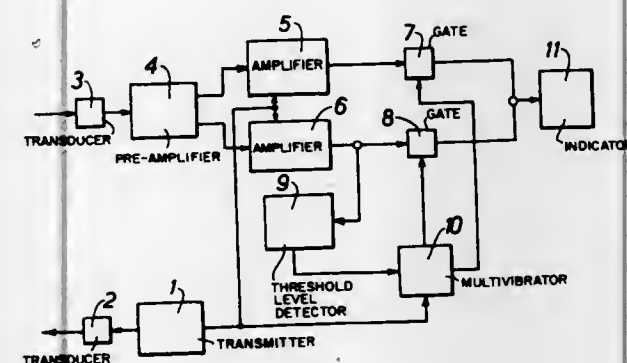 5
7
GATE
11
3
4
AMPLIFIER
6
8
GATE
TRANSDUCER
PRE-AMPLIFIER
AMPLIFIER
INDICATOR
9
10
2
1
THRESHOLD
LEVEL
DETECTOR
MULTIVIBRATOR
TRANSMITTER
TRANSDUCER